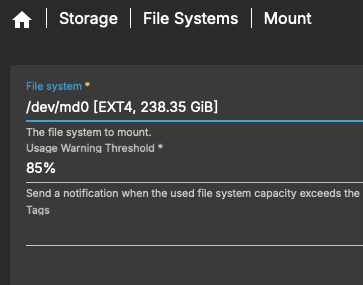 Storage | File Systems | Mount
File system *
/dev/md0 [EXT4, 238.35 GiB]
The file system to mount.
Usage Warning Threshold *
85%
Send a notification when the used file system capacity exceeds the
Tags